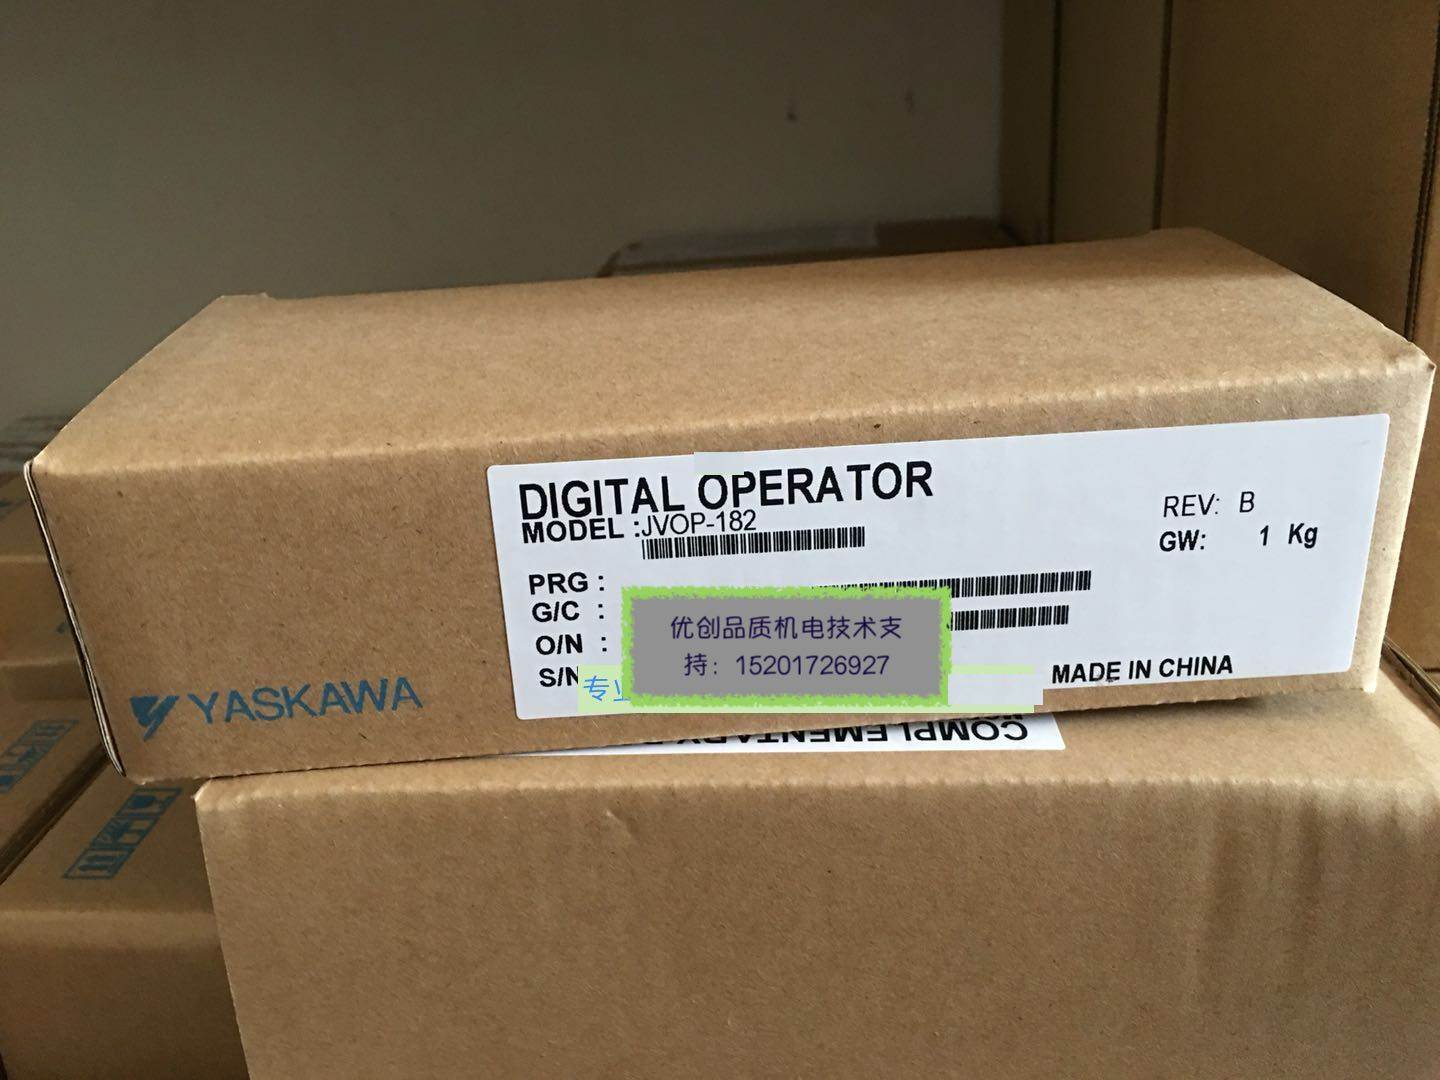 DIGITAL OPERATOR
MODEL :JVOP-182
REV: B
GW: 1 Kg
PRG :
G/C :
O/N :
S/N
优创品质机电技术支
持：15201726927
专业
MADE IN CHINA
YASKAWA
COMPLEMENTARY